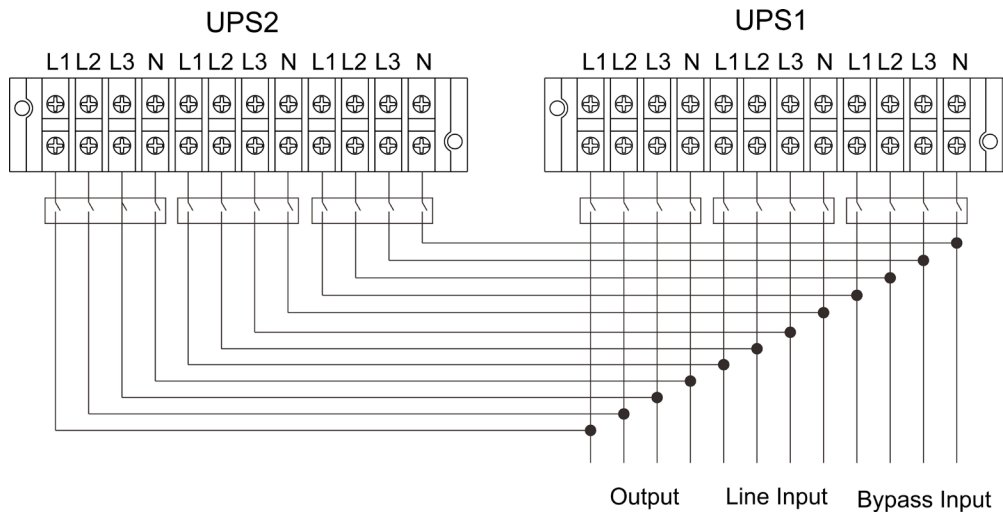 UPS2 UPS1
L1 L2 L3 N L1 L2 L3 N L1 L2 L3 N L1 L2 L3 N L1 L2 L3 N L1 L2 L3 N
Output Line Input Bypass Input